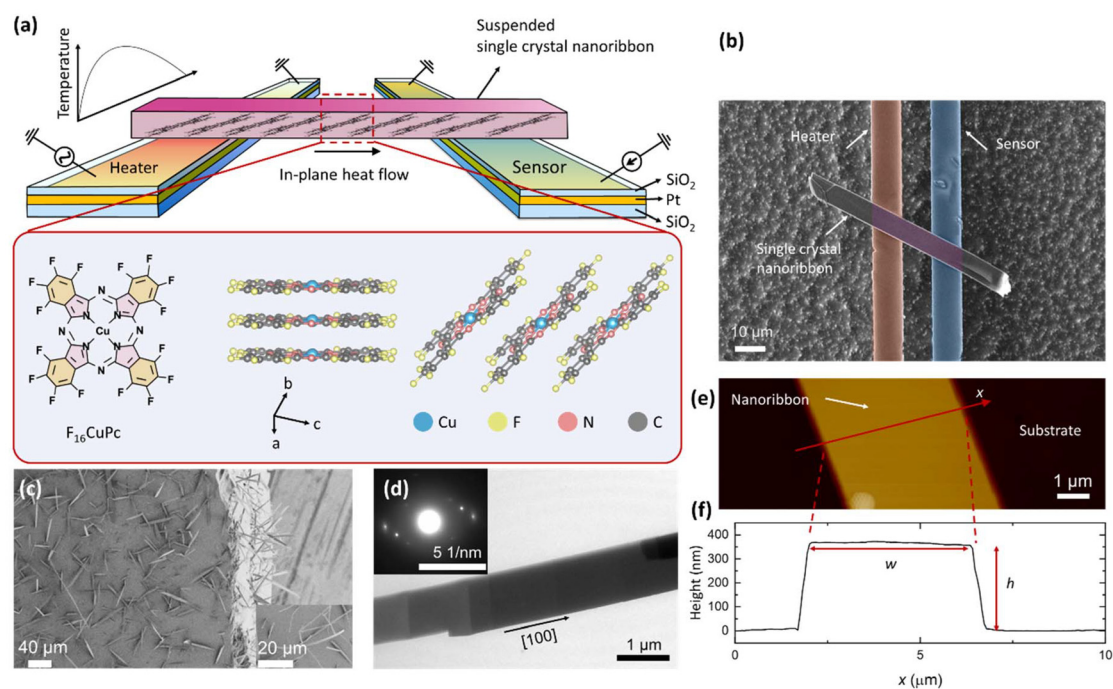 (a)
Temperature
Suspended
single crystal nanoribbon
Heater
In-plane heat flow
Sensor
SiO2
Pt
SiO2
F
F
F
F
F
F
F
F
N
N
N
N
Cu
N
N
N
N
F
F
F
F
F
F
F
F
F16CuPc
b
c
a
Cu
F
N
C
(b)
Heater
Sensor
Single crystal
nanoribbon
10 µm
(c)
40 µm
20 µm
(d)
5 1/nm
[100]
1 µm
(e)
Nanoribbon
x
Substrate
1 µm
(f)
Height (nm)
400
300
200
100
0
w
h
0
5
10
x (µm)